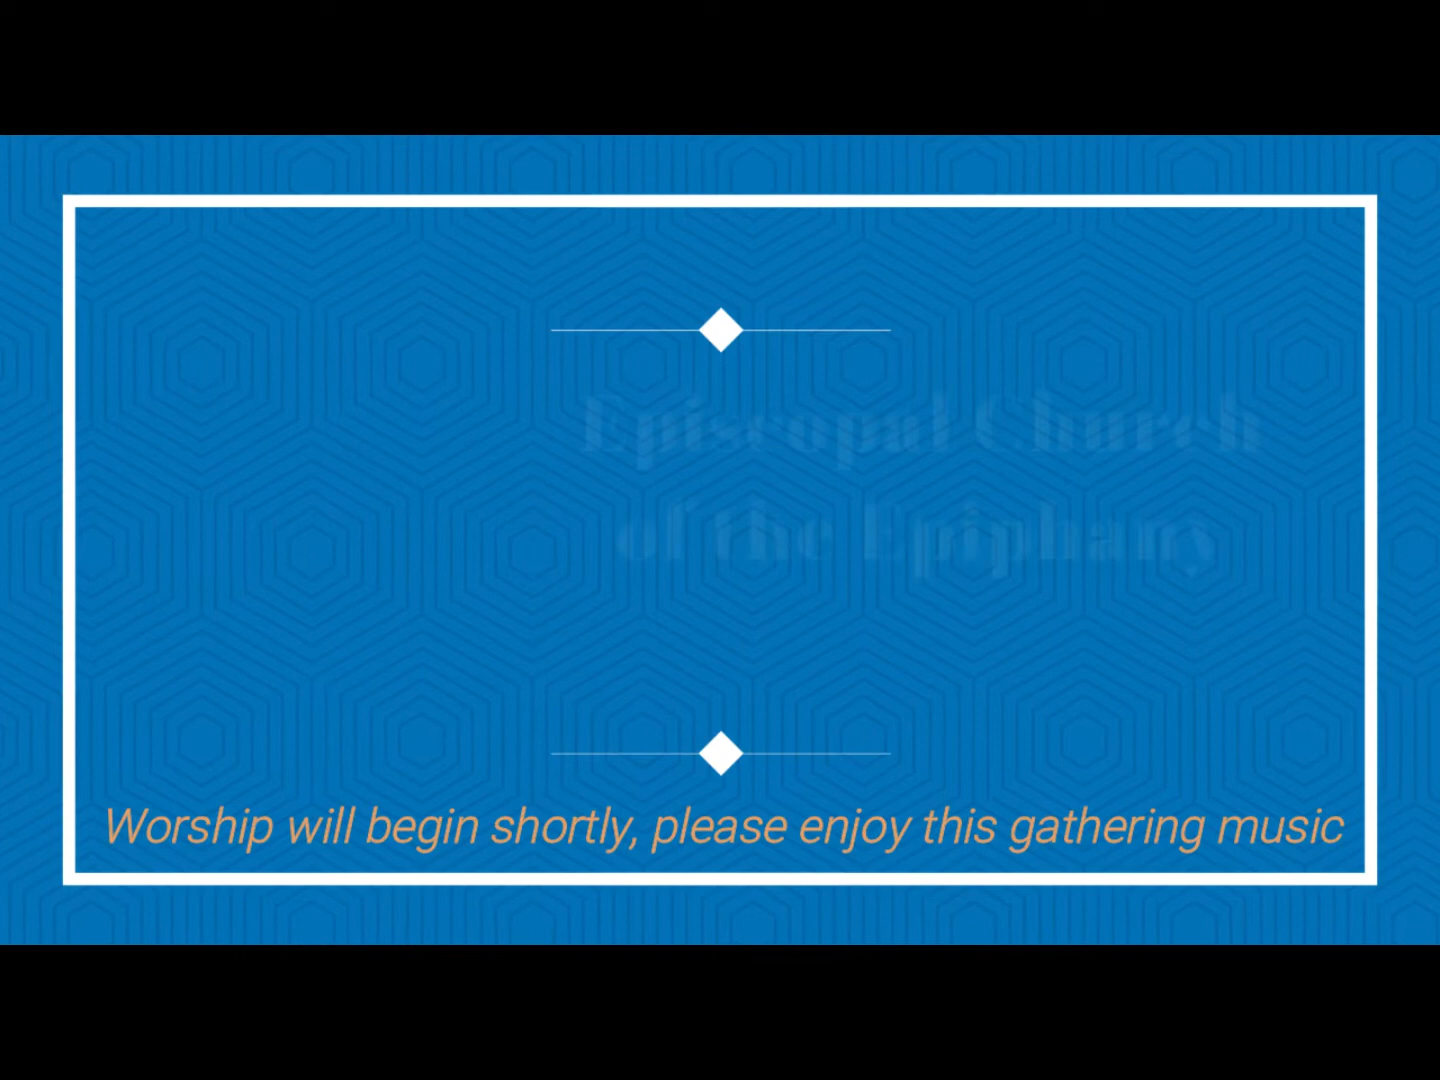 Episcopal Church
of the Epiphany
Worship will begin shortly, please enjoy this gathering music